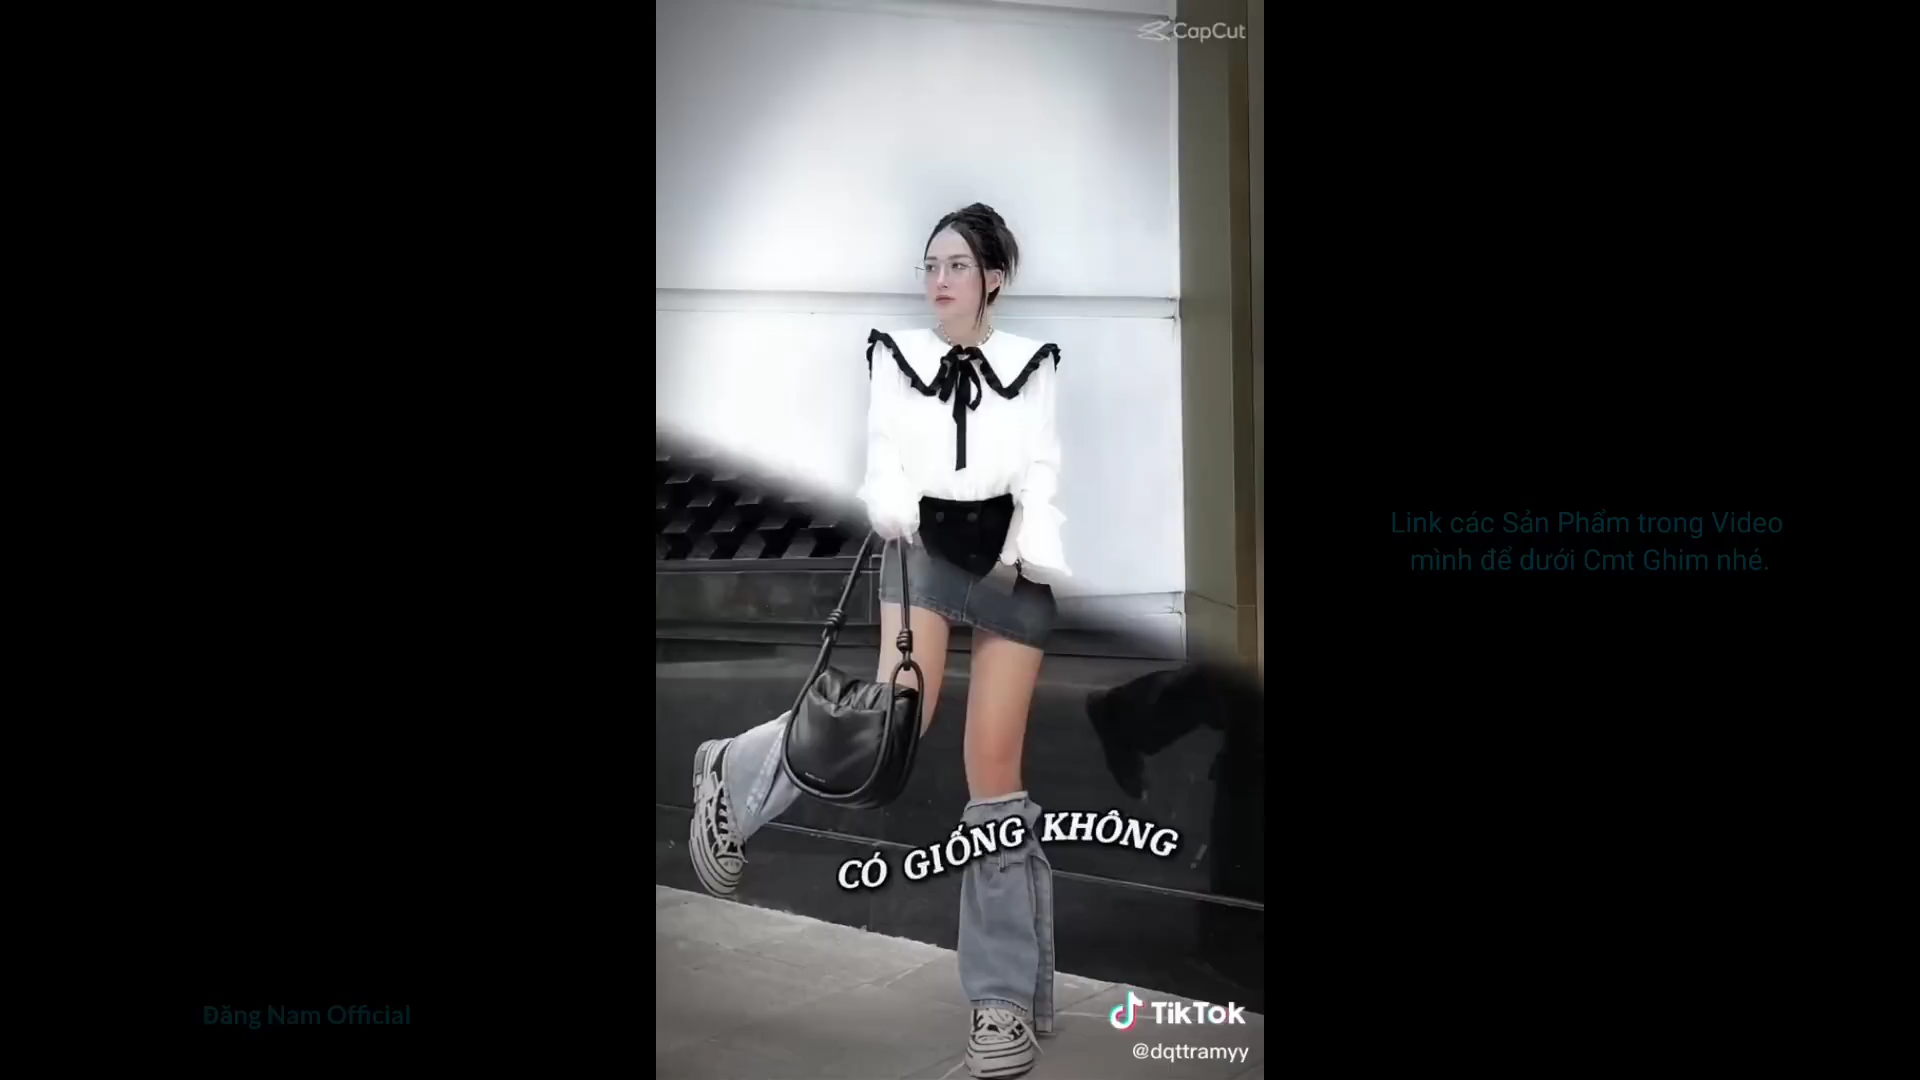 CapCut
Link các Sản Phẩm trong Video
mình để dưới Cmt Ghim nhé.
CÓ GIỐNG KHÔNG
Đăng Nam Official
TikTok
@dqttramyy